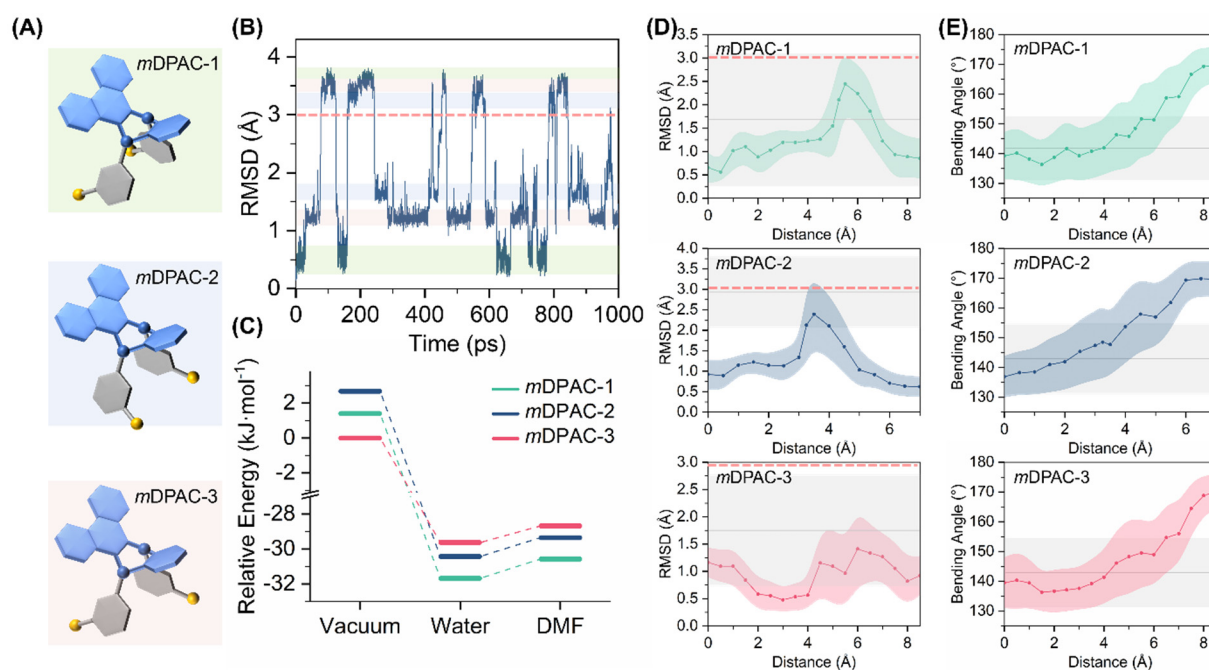 (A)
mDPAC-1
mDPAC-2
mDPAC-3
(B)
RMSD (Å)
4
3
2
1
0
0 200 400 600 800 1000
Time (ps)
(C)
Relative Energy (kJ·mol⁻¹)
2
0
-2
-28
-30
-32
mDPAC-1
mDPAC-2
mDPAC-3
Vacuum Water DMF
(D)
mDPAC-1
RMSD (Å)
3.5
3.0
2.5
2.0
1.5
1.0
0.5
0.0
0 2 4 6 8
Distance (Å)
mDPAC-2
RMSD (Å)
4.0
3.5
3.0
2.5
2.0
1.5
1.0
0.5
0.0
0 2 4 6
Distance (Å)
mDPAC-3
RMSD (Å)
3.0
2.5
2.0
1.5
1.0
0.5
0.0
0 2 4 6 8
Distance (Å)
(E)
mDPAC-1
Bending Angle (°)
170
160
150
140
130
0 2 4 6 8
Distance (Å)
mDPAC-2
Bending Angle (°)
180
170
160
150
140
130
0 2 4 6
Distance (Å)
mDPAC-3
Bending Angle (°)
180
170
160
150
140
130
0 2 4 6 8
Distance (Å)